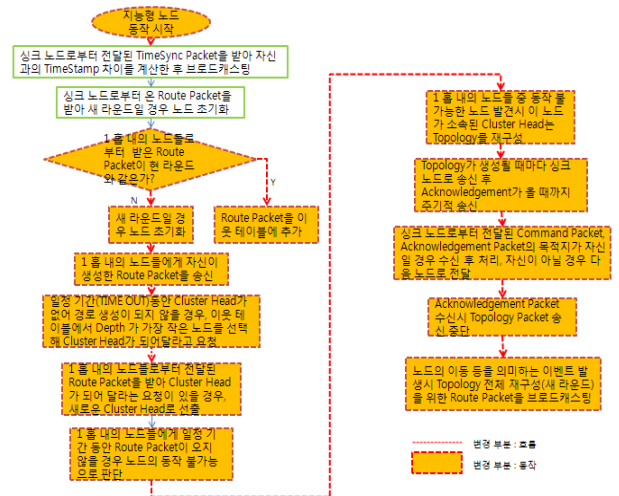 지능형 노드
동작 시작
싱크 노드로부터 전달된 TimeSync Packet을 받아 자신
과의 TimeStamp 차이를 계산한 후 브로드캐스팅
싱크 노드로부터 온 Route Packet을
받아 새 라운드일 경우 노드 초기화
1 홉 내의 노드들로
부터 받은 Route
Packet이 현 라운드
와 같은가?
Y
N
새 라운드일 경
우 노드 초기화
Route Packet을 이
웃 테이블에 추가
1 홉 내의 노드들에게 자신이
생성한 Route Packet을 송신
일정 기간(TIME OUT)동안 Cluster Head가
없어 경로 생성이 되지 않을 경우, 이웃 테
이블에서 Depth 가 가장 작은 노드를 선택
해 Cluster Head가 되어달라고 요청
1 홉 내의 노드들로부터 전달된
Route Packet을 받아 Cluster Head
가 되어 달라는 요청이 있을 경우,
새로운 Cluster Head로 선출
1 홉 내의 노드들에게 일정 기
간 동안 Route Packet이 오지
않을 경우 노드의 동작 불가능
으로 판단
1 홉 내의 노드들 중 동작 불
가능한 노드 발견시 이 노드
가 소속된 Cluster Head는
Topology를 재구성
Topology가 생성될 때마다 싱크
노드로 송신 후
Acknowledgement가 올 때까지
주기적 송신
싱크 노드로부터 전달된 Command Packet,
Acknowledgement Packet의 목적지가 자신
일 경우 수신 후 처리, 자신이 아닐 경우 다
음 노드로 전달
Acknowledgement Packet
수신시 Topology Packet 송
신 중단
노드의 이동 등을 의미하는 이벤트 발
생시 Topology 전체 재구성(새 라운드)
을 위한 Route Packet을 브로드캐스팅
변경 부분 : 흐름
변경 부분 : 동작